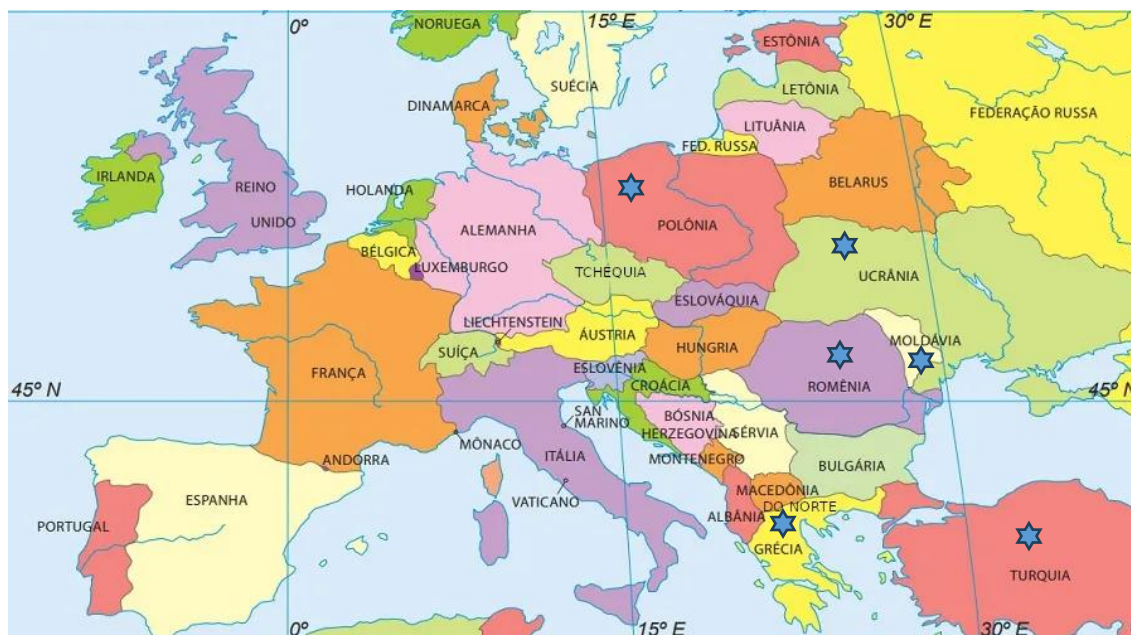 0º
15º E
30º E
NORUEGA
SUÉCIA
ESTÔNIA
LETÔNIA
LITUÂNIA
FED. RUSSA
FEDERAÇÃO RUSSA
DINAMARCA
IRLANDA
REINO
UNIDO
HOLANDA
BÉLGICA
LUXEMBURGO
ALEMANHA
POLÔNIA
BELARUS
UCRÂNIA
TCHÉQUIA
ESLOVÁQUIA
LIECHTENSTEIN
ÁUSTRIA
SUÍÇA
HUNGRIA
MOLDÁVIA
ROMÊNIA
FRANÇA
ESLOVÊNIA
CROÁCIA
45º N
45º N
SAN
MARINO
BÓSNIA
HERZEGOVINA
SÉRVIA
MÔNACO
ITÁLIA
MONTENEGRO
BULGÁRIA
ANDORRA
VATICANO
ESPANHA
PORTUGAL
MACEDÔNIA
DO NORTE
ALBÂNIA
GRÉCIA
TURQUIA
0º
15º E
30º E